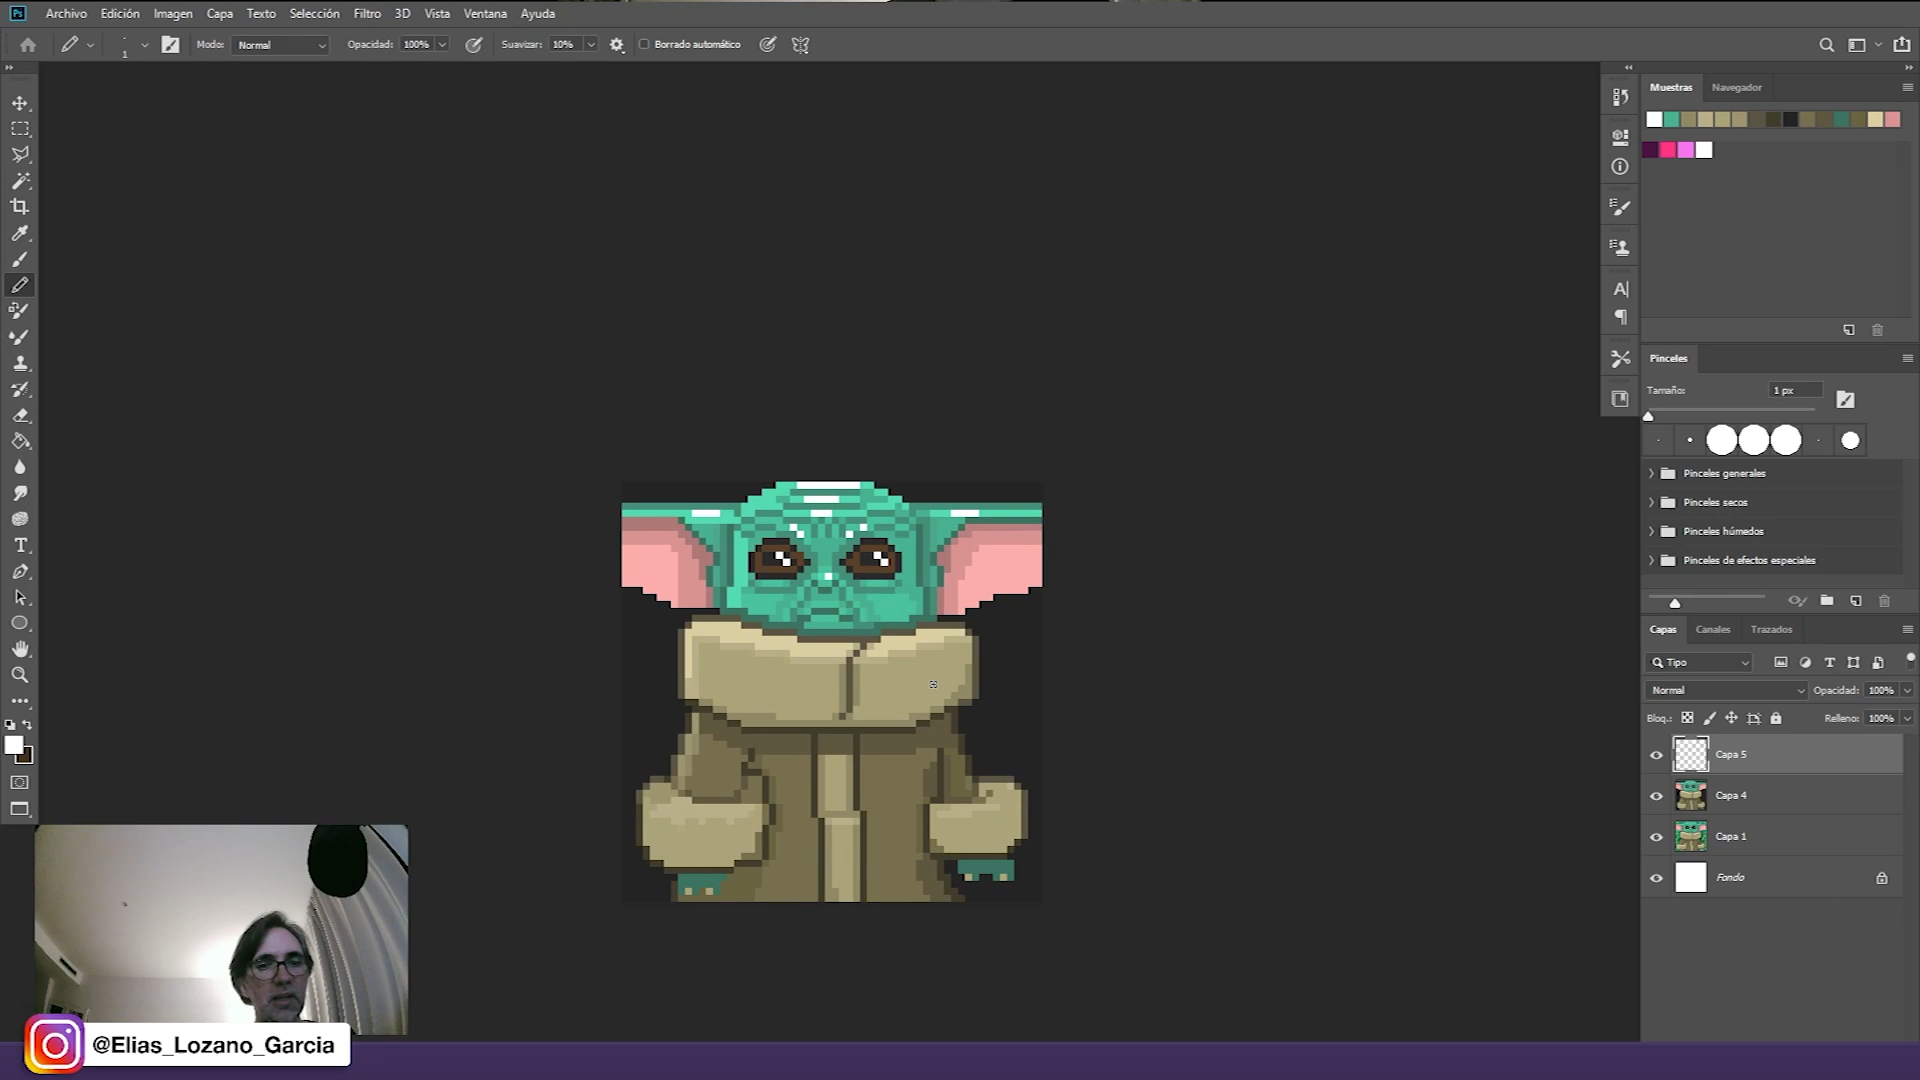 Ps Archivo Edición Imagen Capa Texto Selección Filtro 3D Vista Ventana Ayuda
1 Modo: Normal Opacidad: 100% Suavizar: 10% Borrado automático
Muestras Navegador
Pinceles
Tamaño: 1 px
Pinceles generales
Pinceles secos
Pinceles húmedos
Pinceles de efectos especiales
Capas Canales Trazados
Tipo
Normal Opacidad: 100%
Bloq.: Relleno: 100%
Capa 5
Capa 4
Capa 1
Fondo
@Elias_Lozano_Garcia